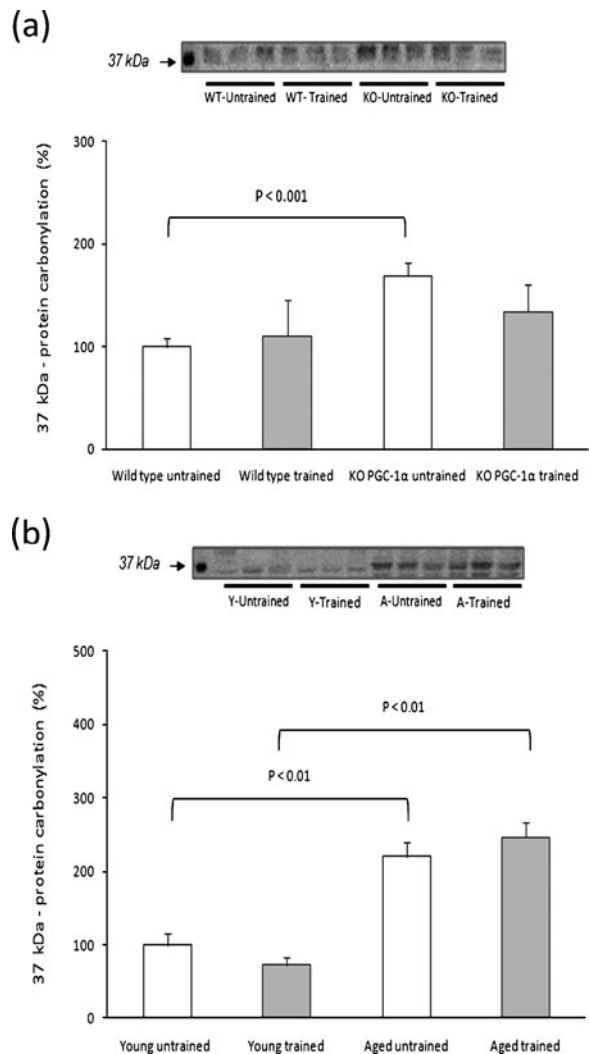 (a)
37 kDa
WT-Untrained WT- Trained KO-Untrained KO-Trained
37 kDa - protein carbonylation (%)
300
200
100
0
P < 0.001
Wild type untrained Wild type trained KO PGC-1α untrained KO PGC-1α trained
(b)
37 kDa
Y-Untrained Y-Trained A-Untrained A-Trained
37 kDa - protein carbonylation (%)
500
400
300
200
100
0
P < 0.01
P < 0.01
Young untrained Young trained Aged untrained Aged trained